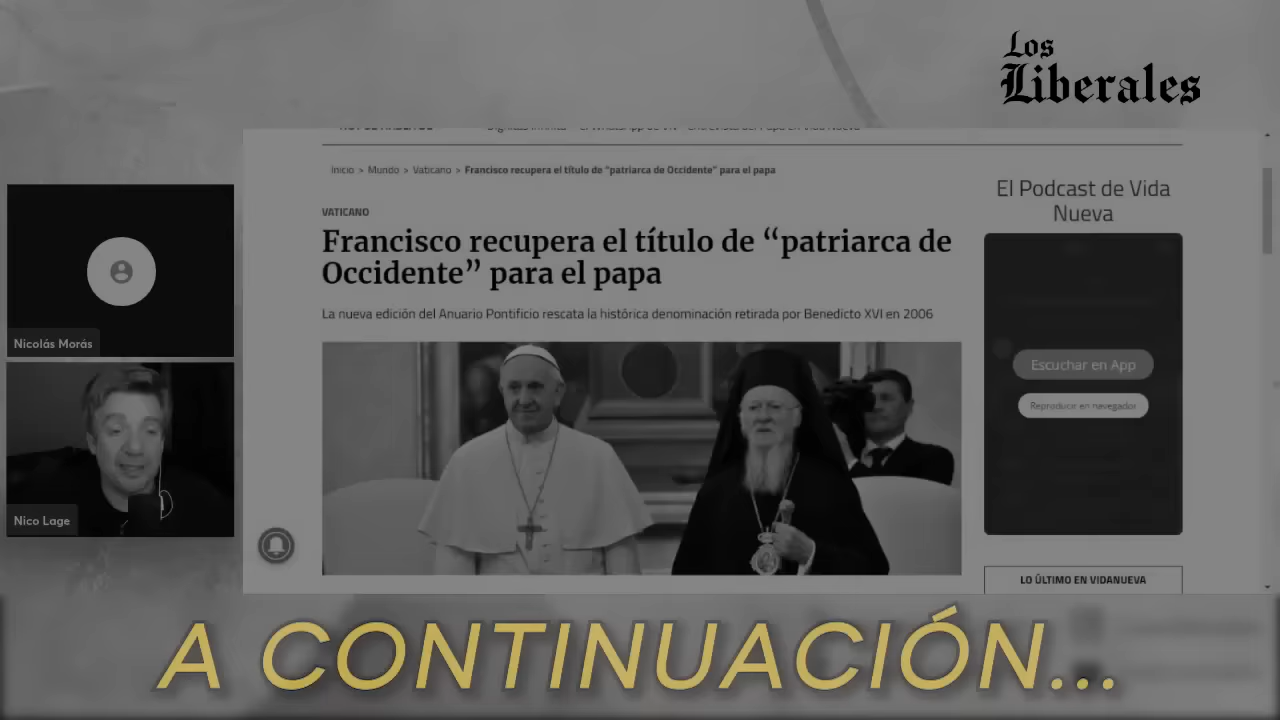 Los
Liberales
Inicio > Mundo > Vaticano > Francisco recupera el título de “patriarca de Occidente” para el papa
VATICANO
Francisco recupera el título de “patriarca de
Occidente” para el papa
La nueva edición del Anuario Pontificio rescata la histórica denominación retirada por Benedicto XVI en 2006
El Podcast de Vida
Nueva
Escuchar en App
Reproducir en navegador
LO ÚLTIMO EN VIDANUEVA
Nicolás Morás
Nico Lage
A CONTINUACIÓN...